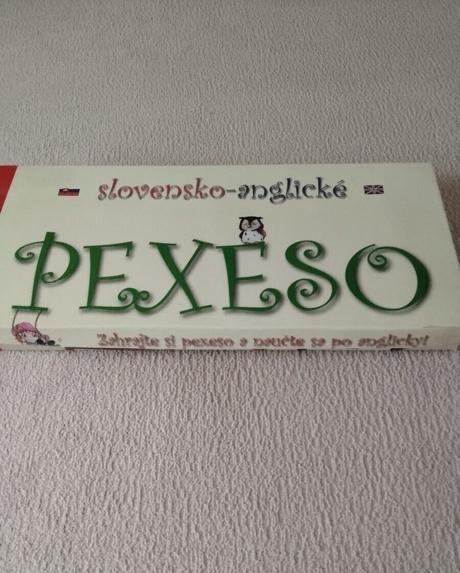 slovensko-anglické
PEXESO
Zahrajte si pexeso a naučte sa po anglicky!